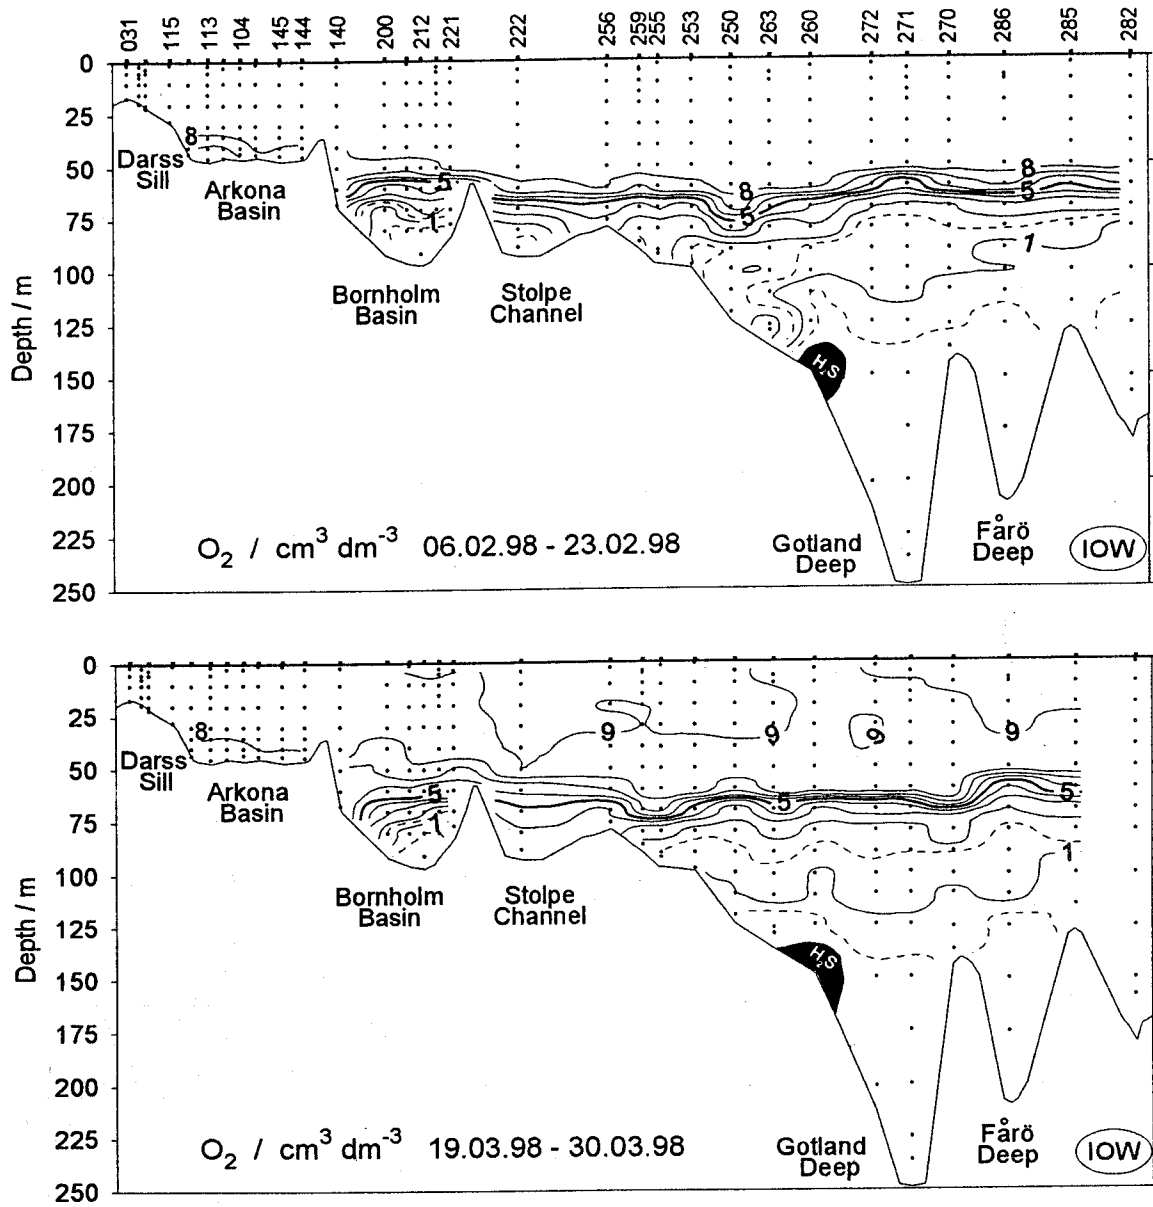 031 115 113 104 145 144 140 200 212 221 222 256 259 255 253 250 263 260 272 271 270 286 285 282
0
25
50
75
100
125
150
175
200
225
250
Depth / m
8
Darss
Sill
Arkona
Basin
5
1
Bornholm
Basin
Stolpe
Channel
8
5
8
5
1
H₂S
Gotland
Deep
Fårö
Deep
O₂ / cm³ dm⁻³ 06.02.98 - 23.02.98
IOW
0
25
50
75
100
125
150
175
200
225
250
Depth / m
8
Darss
Sill
Arkona
Basin
5
1
Bornholm
Basin
Stolpe
Channel
9
9
9
9
5
5
1
H₂S
Gotland
Deep
Fårö
Deep
O₂ / cm³ dm⁻³ 19.03.98 - 30.03.98
IOW